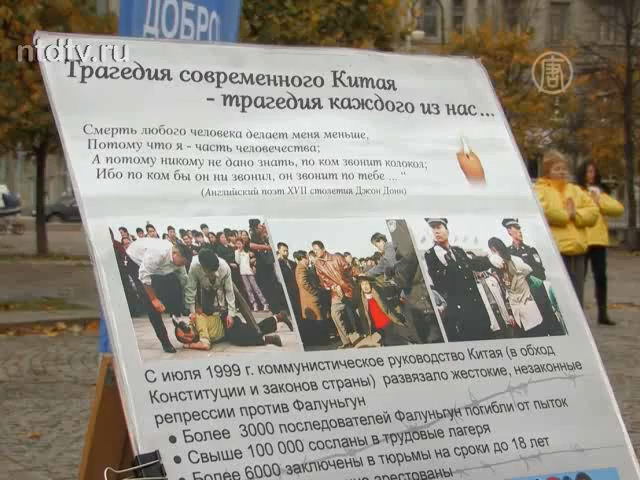 ntdtv.ru
ДОБРО
唐
Трагедия современного Китая
- трагедия каждого из нас...
Смерть любого человека делает меня меньше,
Потому что я - часть человечества;
А потому никому не дано знать, по ком звонит колокол;
Ибо по ком бы он ни звонил, он звонит по тебе ... “
(Английский поэт XVII столетия Джон Донн)
С июля 1999 г. коммунистическое руководство Китая (в обход
Конституции и законов страны) развязало жестокие, незаконные
репрессии против Фалуньгун
• Более 3000 последователей Фалуньгун погибли от пыток
• Свыше 100 000 сосланы в трудовые лагеря
• Более 6000 заключены в тюрьмы на сроки до 18 лет
арестованы